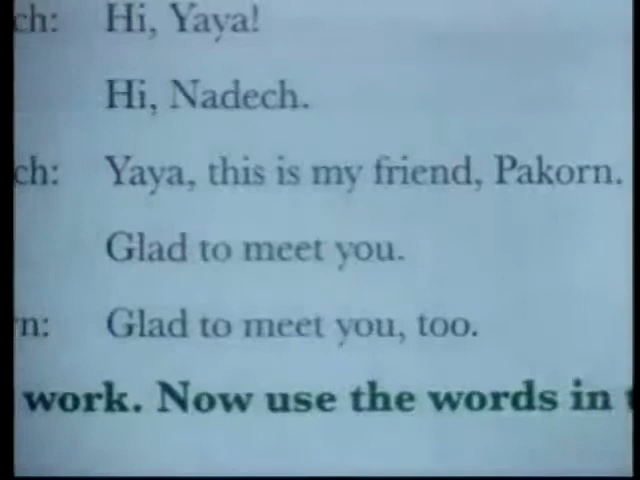 ch: Hi, Yaya!
Hi, Nadech.
ch: Yaya, this is my friend, Pakorn.
Glad to meet you.
n: Glad to meet you, too.
work. Now use the words in